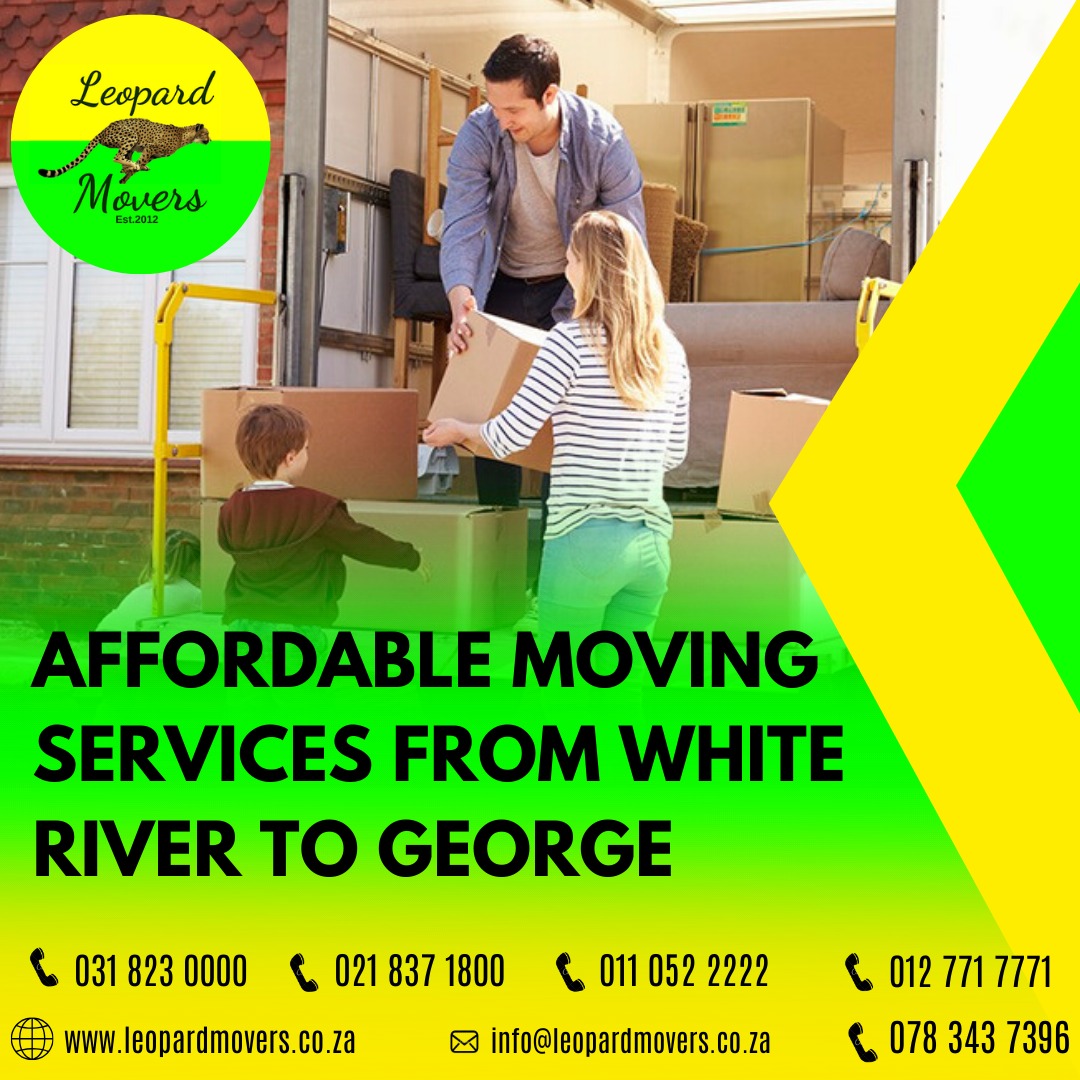 Leopard
Movers
Est.2012
AFFORDABLE MOVING
SERVICES FROM WHITE
RIVER TO GEORGE
031 823 0000
021 837 1800
011 052 2222
012 771 7771
www.leopardmovers.co.za
info@leopardmovers.co.za
078 343 7396